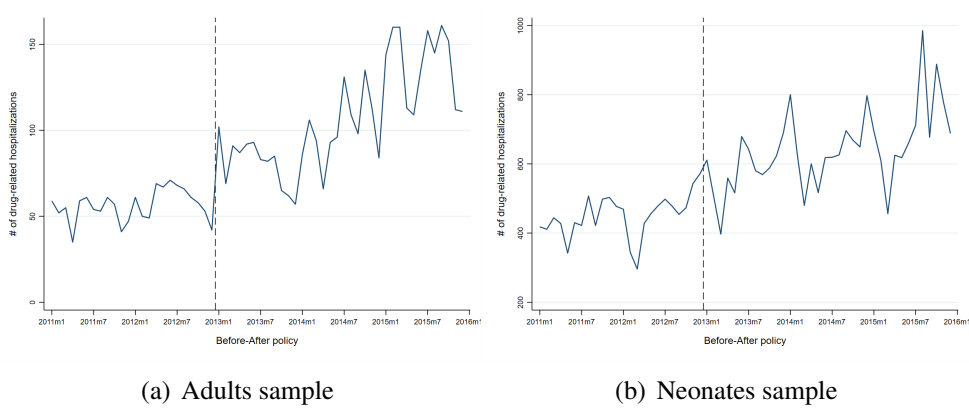 # of drug-related hospitalizations
150
100
50
0
2011m1 2011m7 2012m1 2012m7 2013m1 2013m7 2014m1 2014m7 2015m1 2015m7 2016m1
Before-After policy
(a) Adults sample
# of drug-related hospitalizations
1000
800
600
400
200
2011m1 2011m7 2012m1 2012m7 2013m1 2013m7 2014m1 2014m7 2015m1 2015m7 2016m1
Before-After policy
(b) Neonates sample